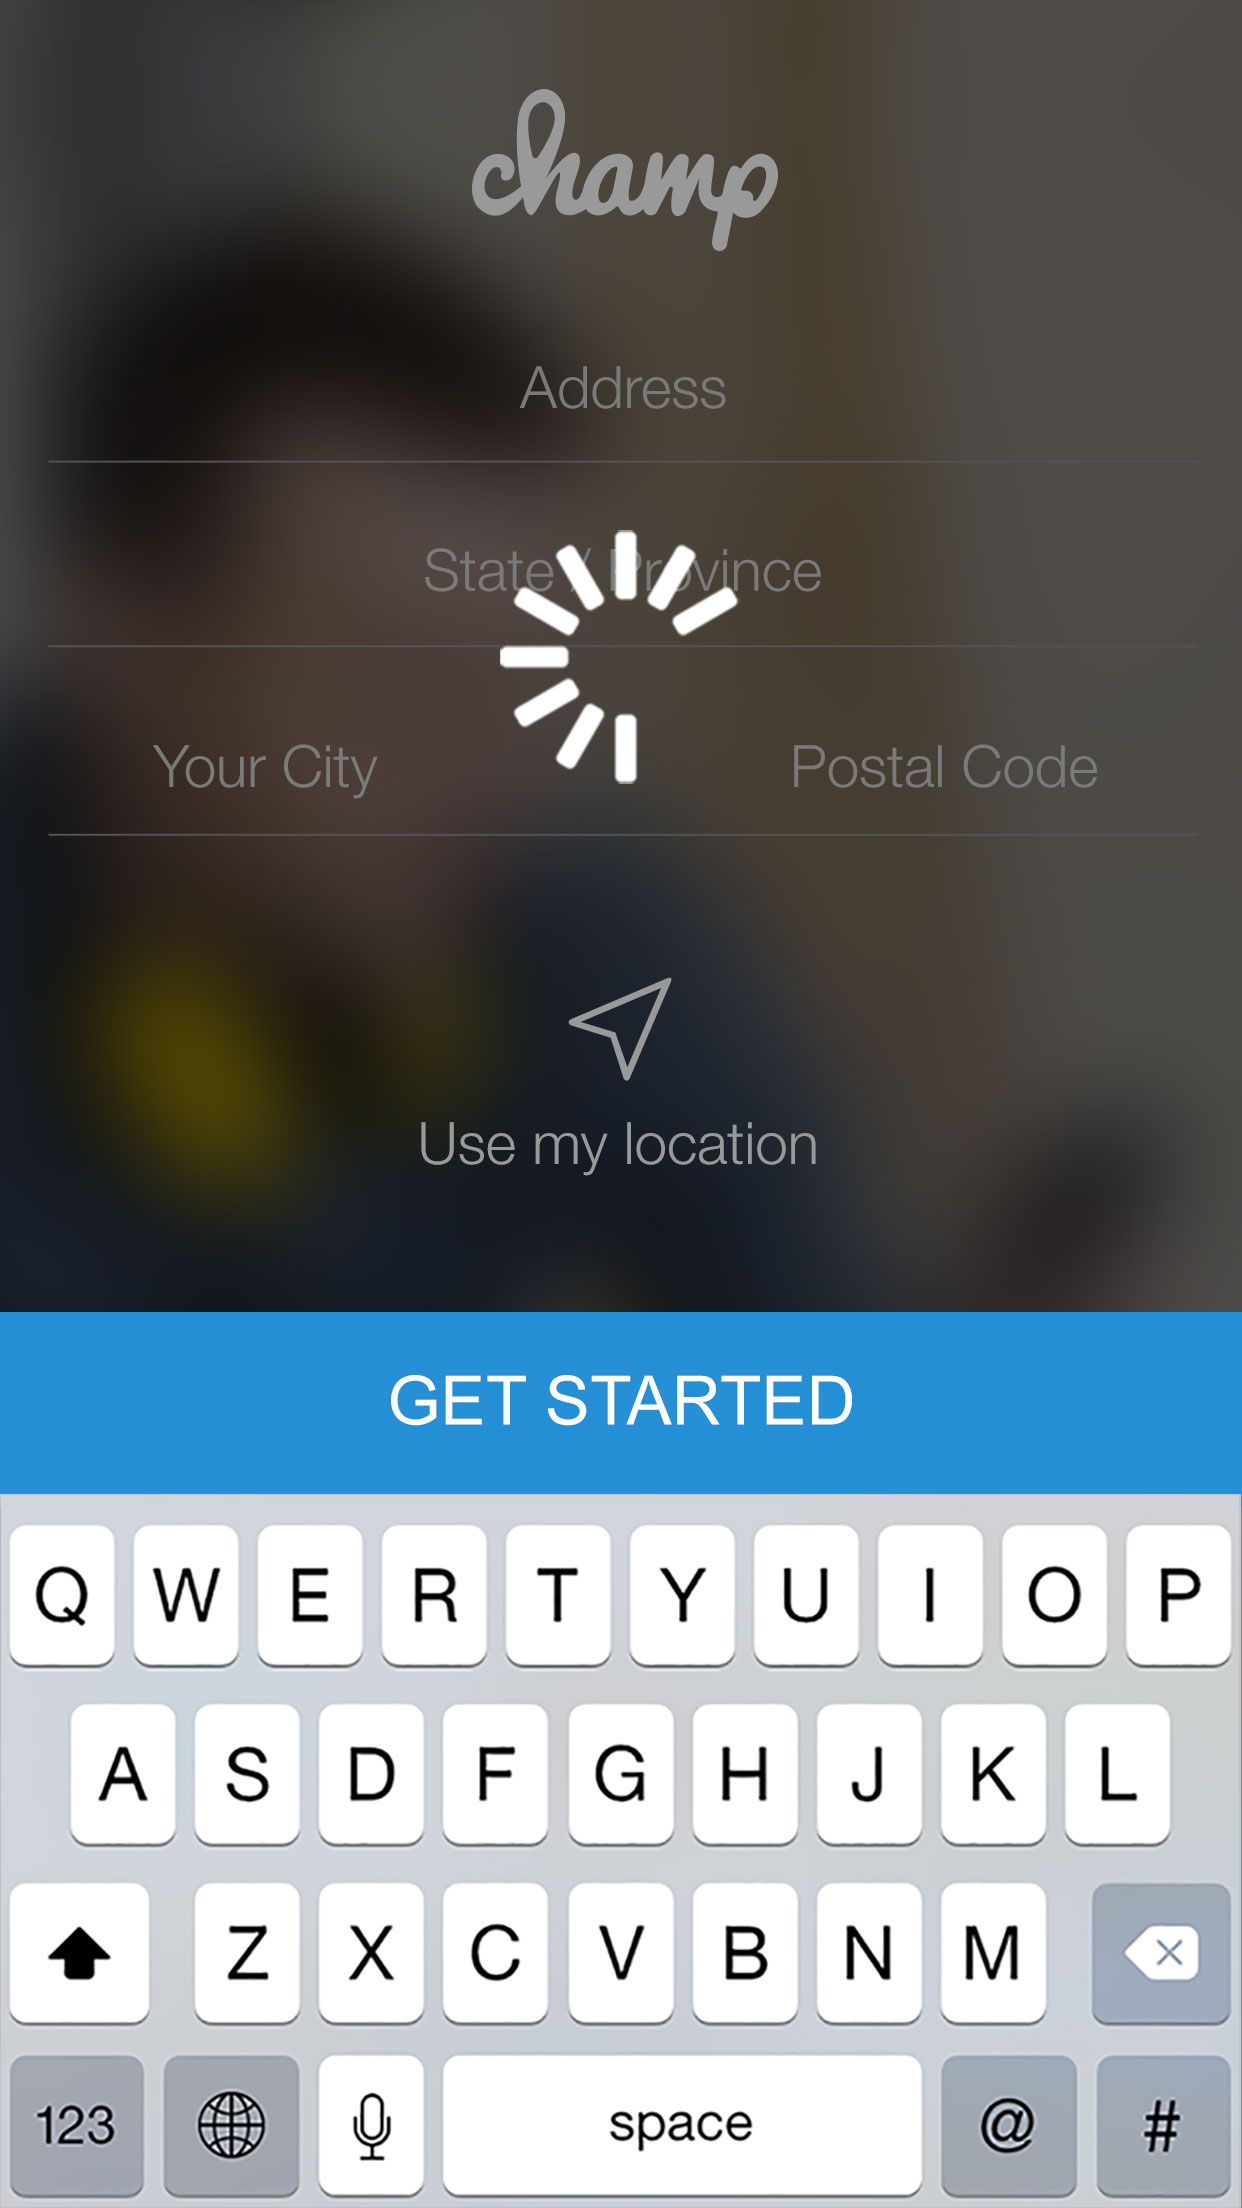 champ
Address
State / Province
Your City Postal Code
Use my location
GET STARTED
Q W E R T Y U I O P
A S D F G H J K L
Z X C V B N M
123 space @ #